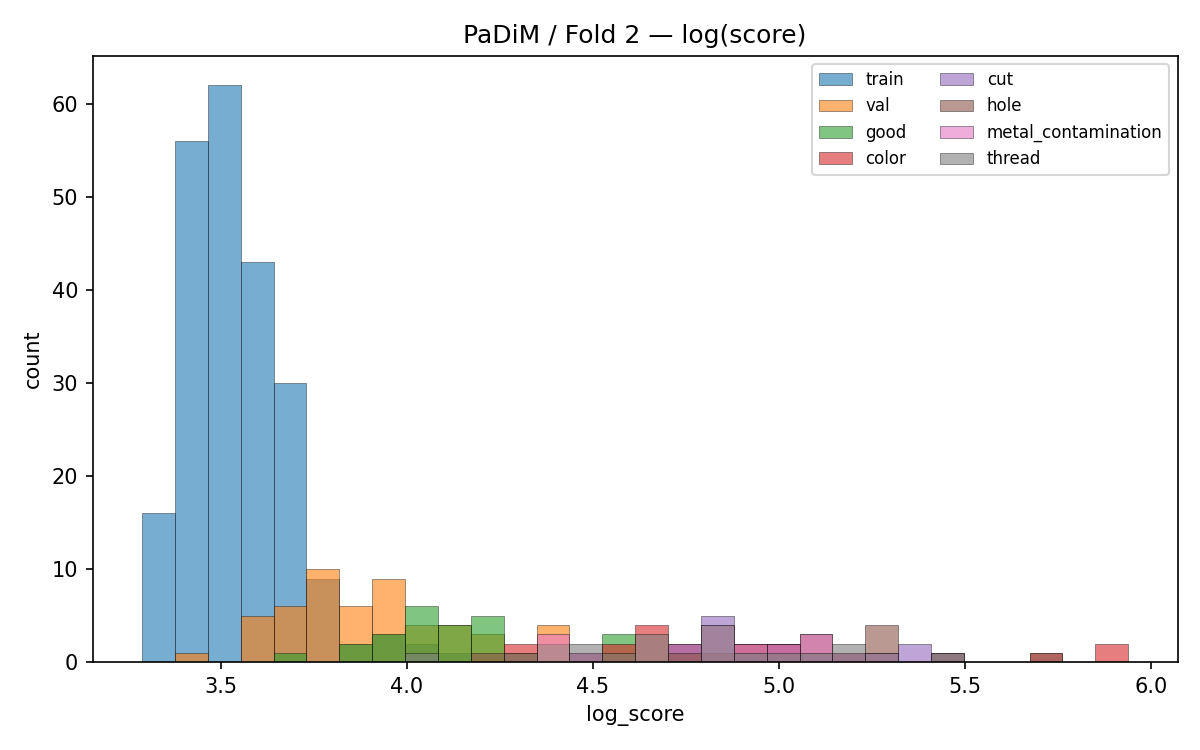 PaDiM / Fold 2 — log(score)
train
val
good
color
cut
hole
metal_contamination
thread
count
60
50
40
30
20
10
0
3.5
4.0
4.5
5.0
5.5
6.0
log_score